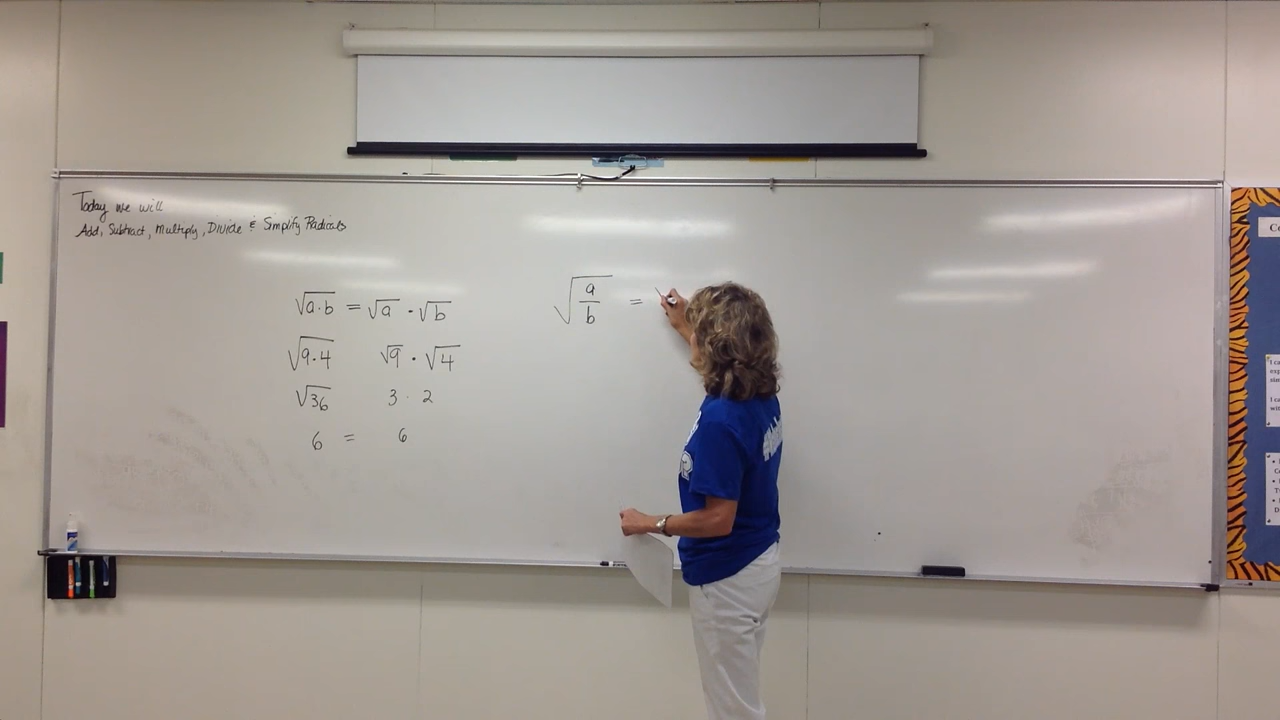 Today we will
Add, Subtract, Multiply, Divide & Simplify Radicals
√a·b = √a · √b
√9·4 √9 · √4
√36 3 · 2
6 = 6
√(a/b) =